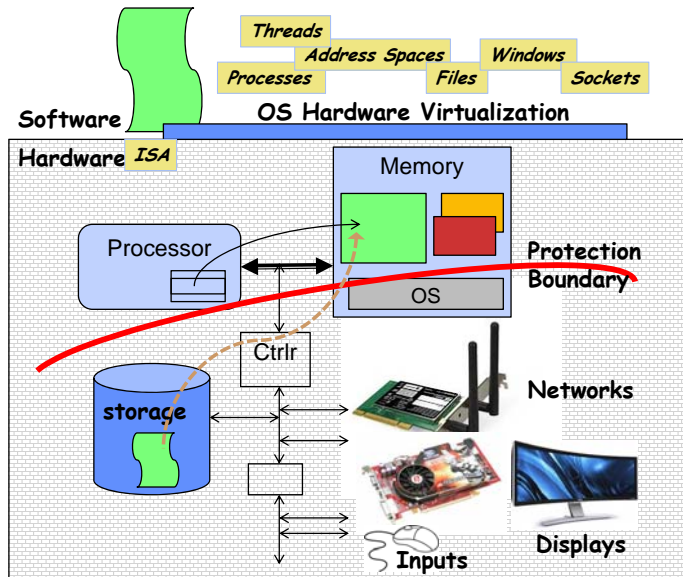 Threads
Address Spaces
Windows
Processes
Files
Sockets
Software
OS Hardware Virtualization
Hardware
ISA
Memory
Processor
Protection
Boundary
OS
Ctrlr
storage
Networks
Inputs
Displays